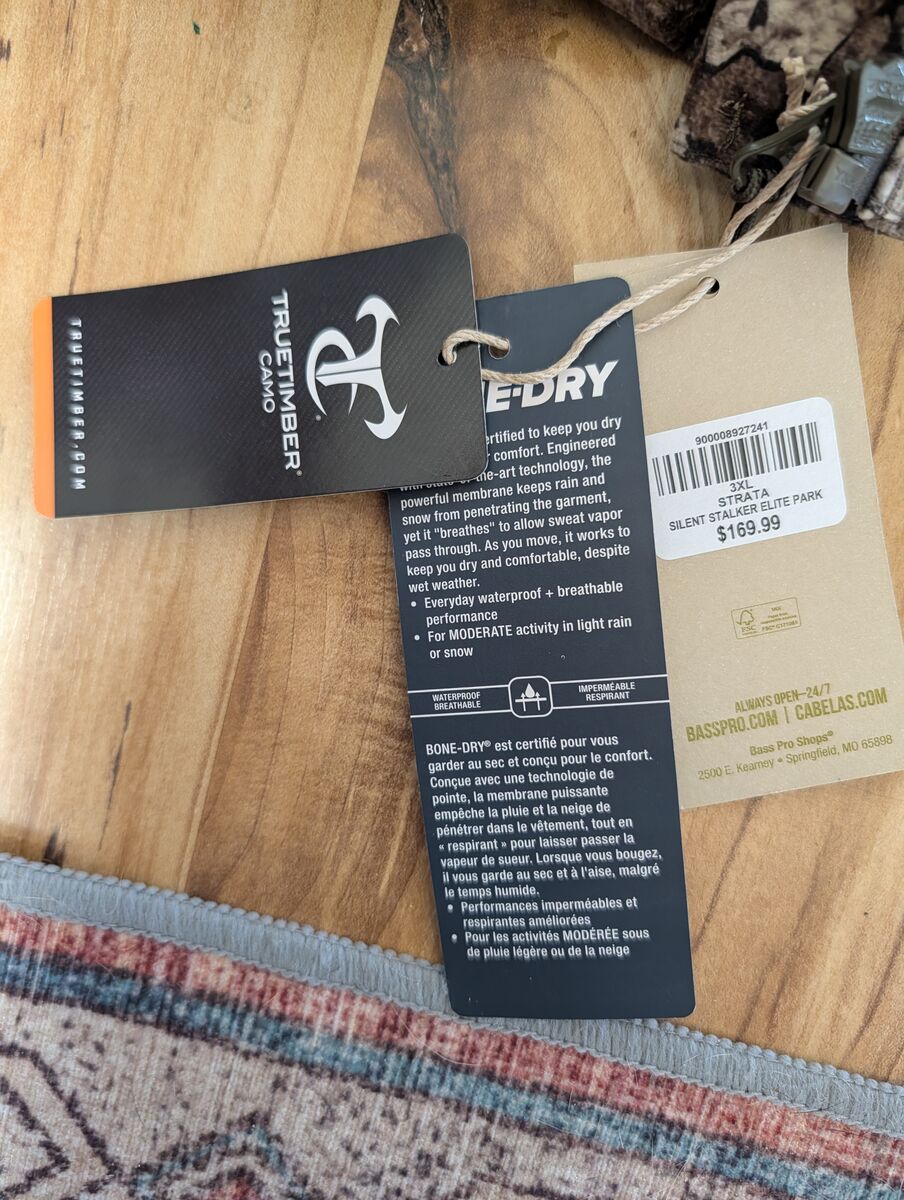 TRUETIMBER®
CAMO
TRUETIMBER.COM
E-DRY
ertified to keep you dry
comfort. Engineered
with state-of-the-art technology, the
powerful membrane keeps rain and
snow from penetrating the garment,
yet it "breathes" to allow sweat vapor
pass through. As you move, it works to
keep you dry and comfortable, despite
wet weather.
• Everyday waterproof + breathable
performance
• For MODERATE activity in light rain
or snow
WATERPROOF
BREATHABLE
IMPERMÉABLE
RESPIRANT
BONE-DRY® est certifié pour vous
garder au sec et conçu pour le confort.
Conçue avec une technologie de
pointe, la membrane puissante
empêche la pluie et la neige de
pénétrer dans le vêtement, tout en
« respirant » pour laisser passer la
vapeur de sueur. Lorsque vous bougez,
il vous garde au sec et à l'aise, malgré
le temps humide.
• Performances imperméables et
respirantes améliorées
• Pour les activités MODÉRÉE sous
de pluie légère ou de la neige
900008927241
3XL
STRATA
SILENT STALKER ELITE PARK
$169.99
FSC
MIX
ALWAYS OPEN—24/7
BASSPRO.COM | CABELAS.COM
Bass Pro Shops®
2500 E. Kearney • Springfield, MO 65898